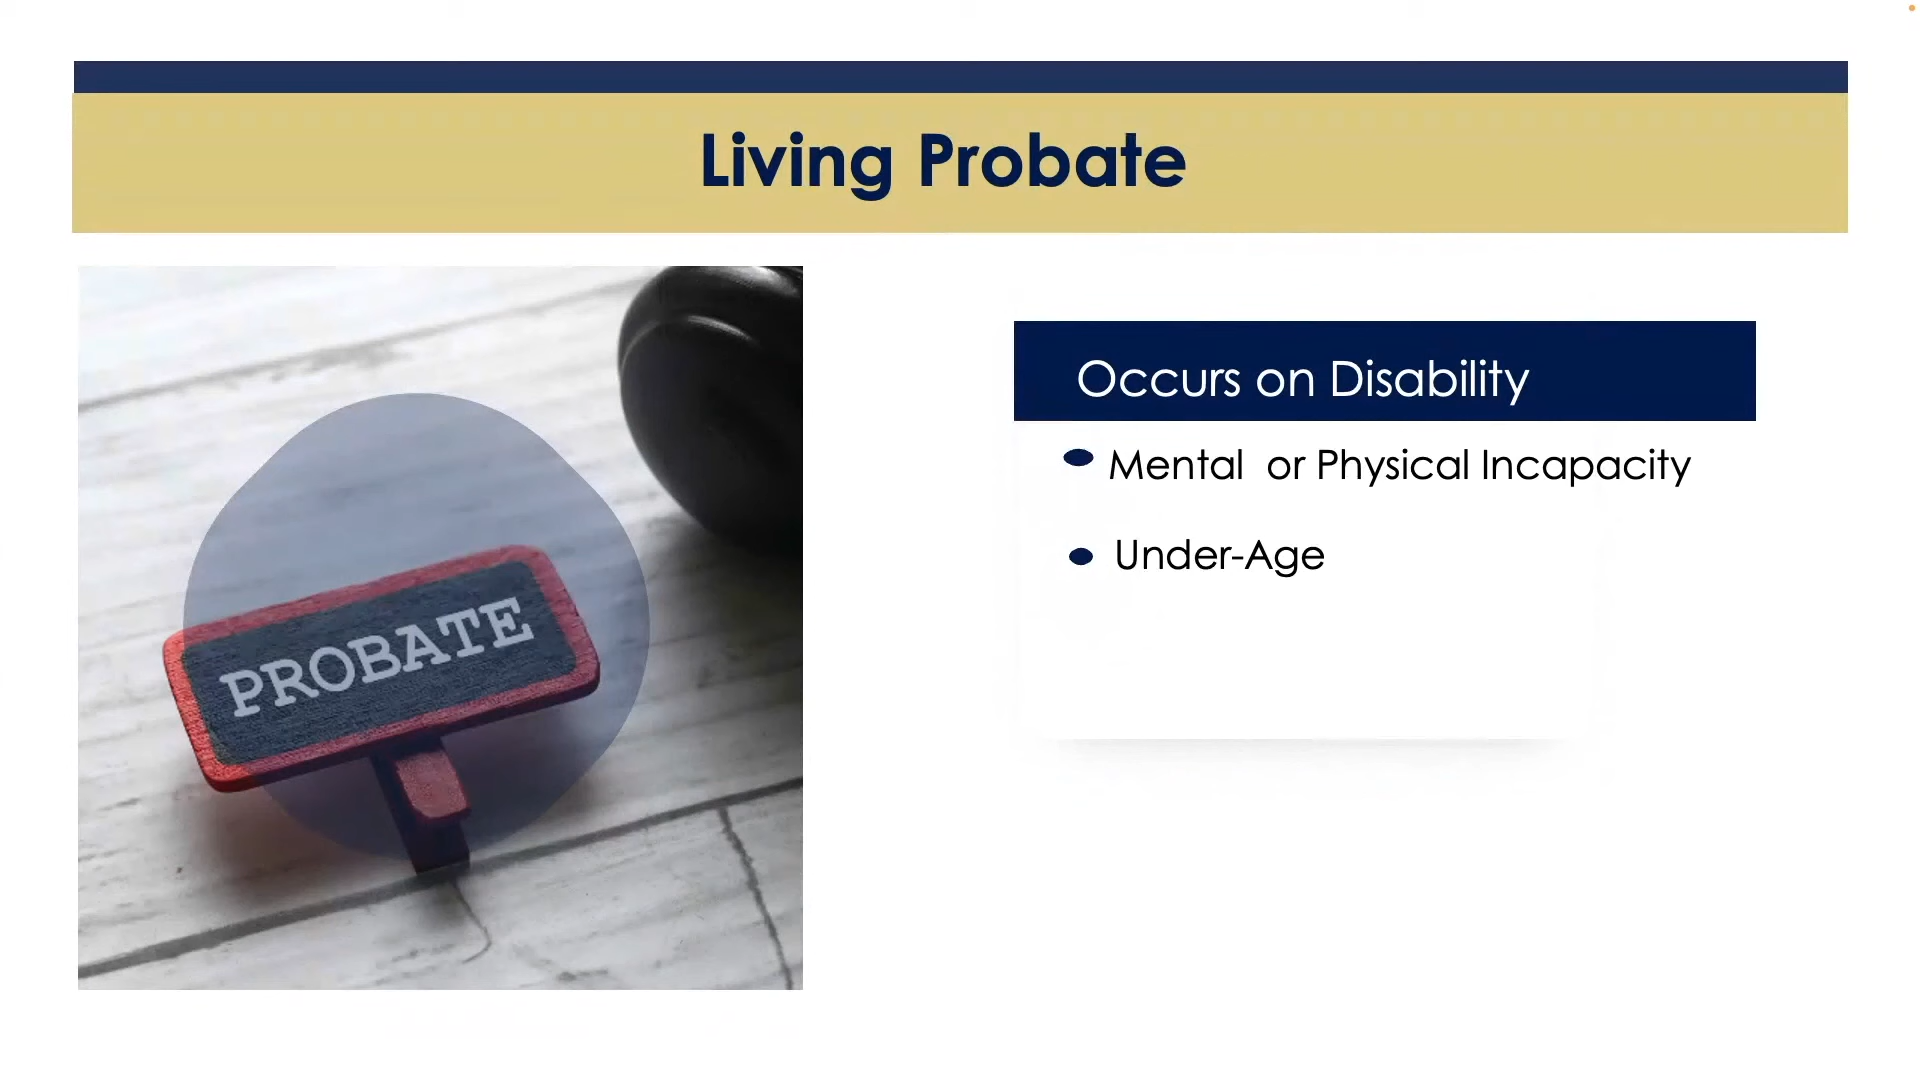 Living Probate
PROBATE
Occurs on Disability
Mental  or Physical Incapacity
Under-Age